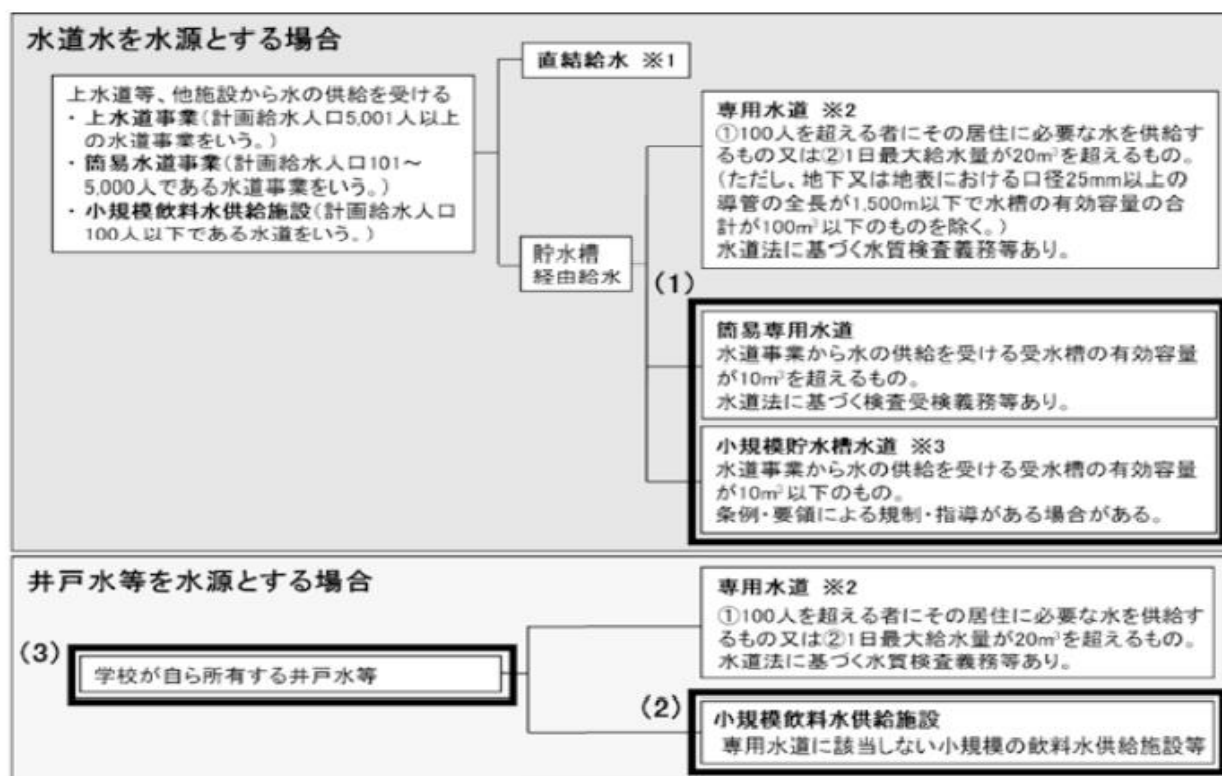 水道水を水源とする場合
上水道等、他施設から水の供給を受ける
・上水道事業(計画給水人口5,001人以上
の水道事業をいう。)
・簡易水道事業(計画給水人口101～
5,000人である水道事業をいう。)
・小規模飲料水供給施設(計画給水人口
100人以下である水道をいう。)
直結給水 ※1
貯水槽
経由給水
専用水道 ※2
①100人を超える者にその居住に必要な水を供給す
るもの又は②1日最大給水量が20m³を超えるもの。
(ただし、地下又は地表における口径25mm以上の
導管の全長が1,500m以下で水槽の有効容量の合
計が100m³以下のものを除く。)
水道法に基づく水質検査義務等あり。
(1)
簡易専用水道
水道事業から水の供給を受ける受水槽の有効容量
が10m³を超えるもの。
水道法に基づく検査受検義務等あり。
小規模貯水槽水道 ※3
水道事業から水の供給を受ける受水槽の有効容量
が10m³以下のもの。
条例・要領による規制・指導がある場合がある。
井戸水等を水源とする場合
(3)
学校が自ら所有する井戸水等
専用水道 ※2
①100人を超える者にその居住に必要な水を供給す
るもの又は②1日最大給水量が20m³を超えるもの。
水道法に基づく水質検査義務等あり。
(2)
小規模飲料水供給施設
専用水道に該当しない小規模の飲料水供給施設等